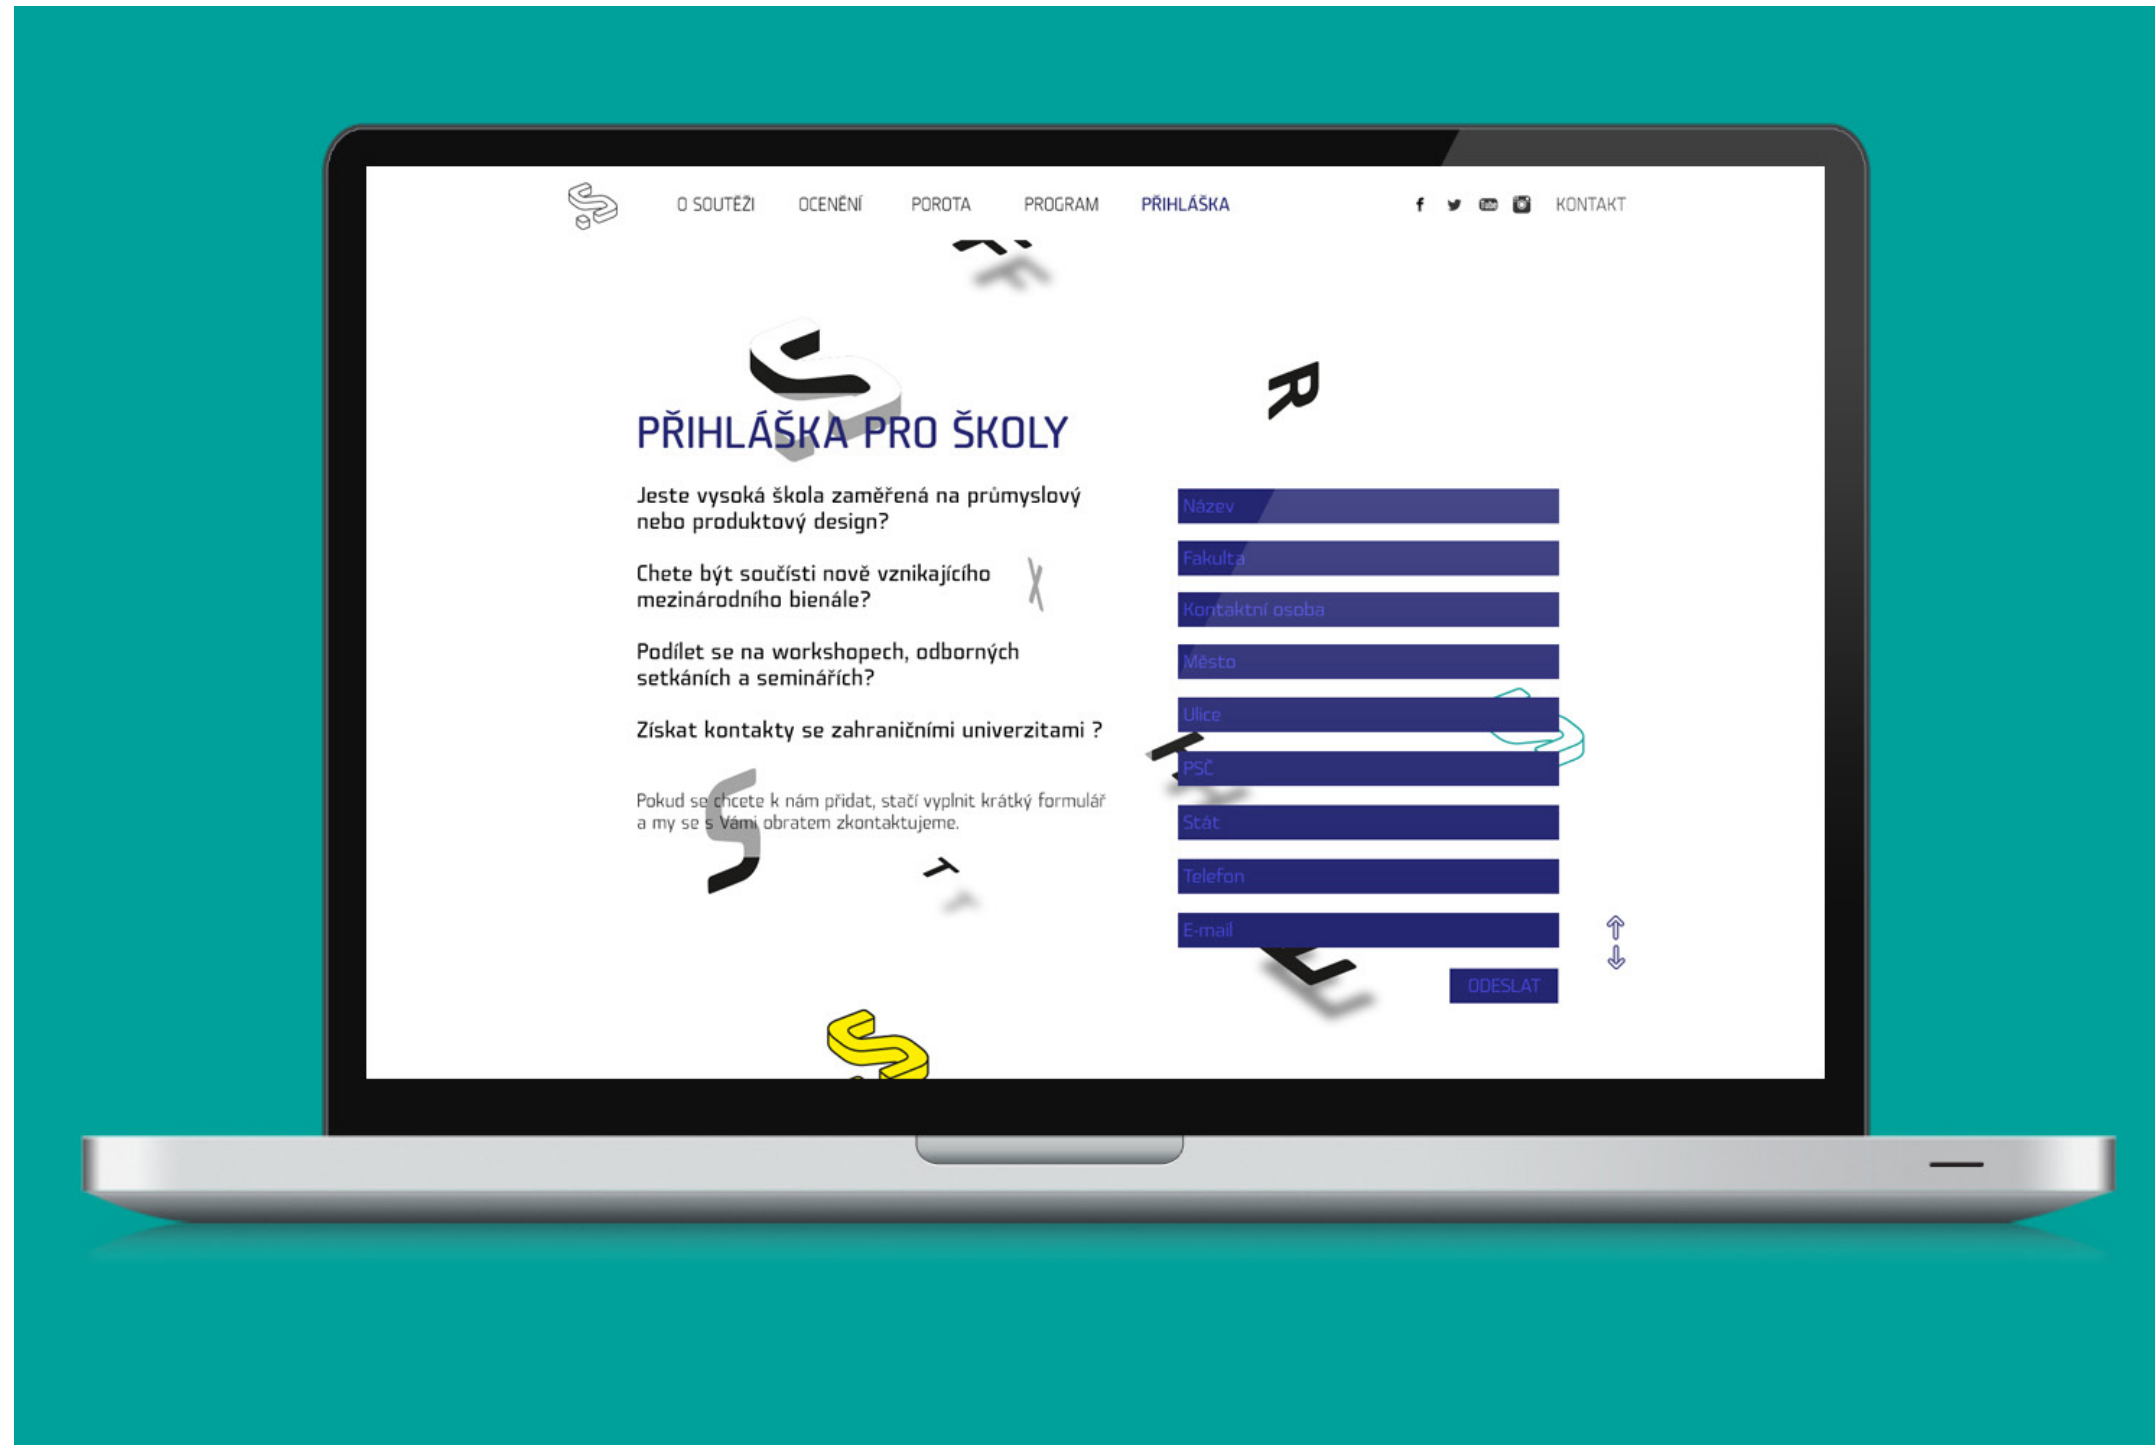 O SOUTĚŽI OCENĚNÍ POROTA PROGRAM PŘIHLÁŠKA KONTAKT
R
PŘIHLÁŠKA PRO ŠKOLY
Jeste vysoká škola zaměřená na průmyslový
nebo produktový design?
Chete být součísti nově vznikajícího
mezinárodního bienále?
X
Podílet se na workshopech, odborných
setkáních a seminářích?
Získat kontakty se zahraničními univerzitami ?
Pokud se chcete k nám přidat, stačí vyplnit krátký formulář
a my se s Vámi obratem zkontaktujeme.
S
T
Název
Fakulta
Kontaktní osoba
Město
Ulice
PSČ
Stát
Telefon
E-mail
E
ODESLAT